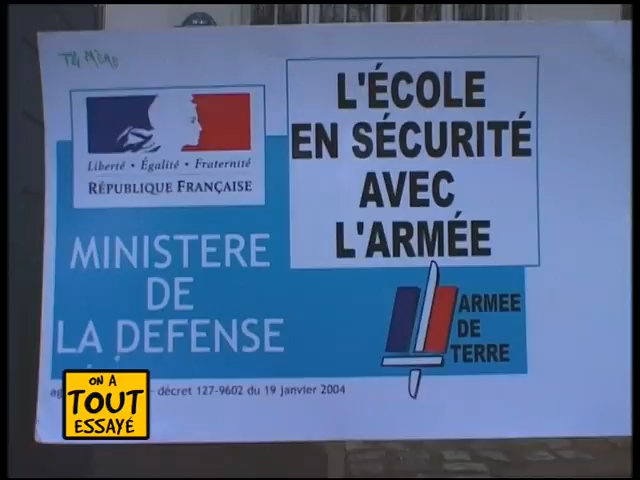 Liberté • Égalité • Fraternité
RÉPUBLIQUE FRANÇAISE
L'ÉCOLE
EN SÉCURITÉ
AVEC
L'ARMÉE
MINISTERE
DE
LA DEFENSE
ARMEE
DE
TERRE
décret 127-9602 du 19 janvier 2004
ON A
TOUT
ESSAYÉ